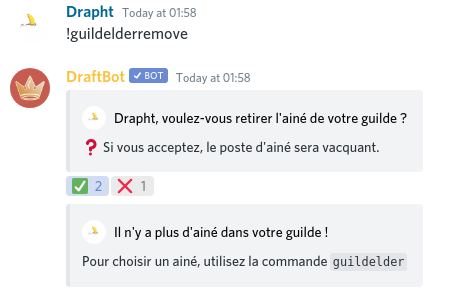 Drapht Today at 01:58
!guildelderremove
DraftBot ✓ BOT Today at 01:58
Drapht, voulez-vous retirer l'ainé de votre guilde ?
❓ Si vous acceptez, le poste d'ainé sera vacquant.
✅ 2 ❌ 1
Il n'y a plus d'ainé dans votre guilde !
Pour choisir un ainé, utilisez la commande guildelder